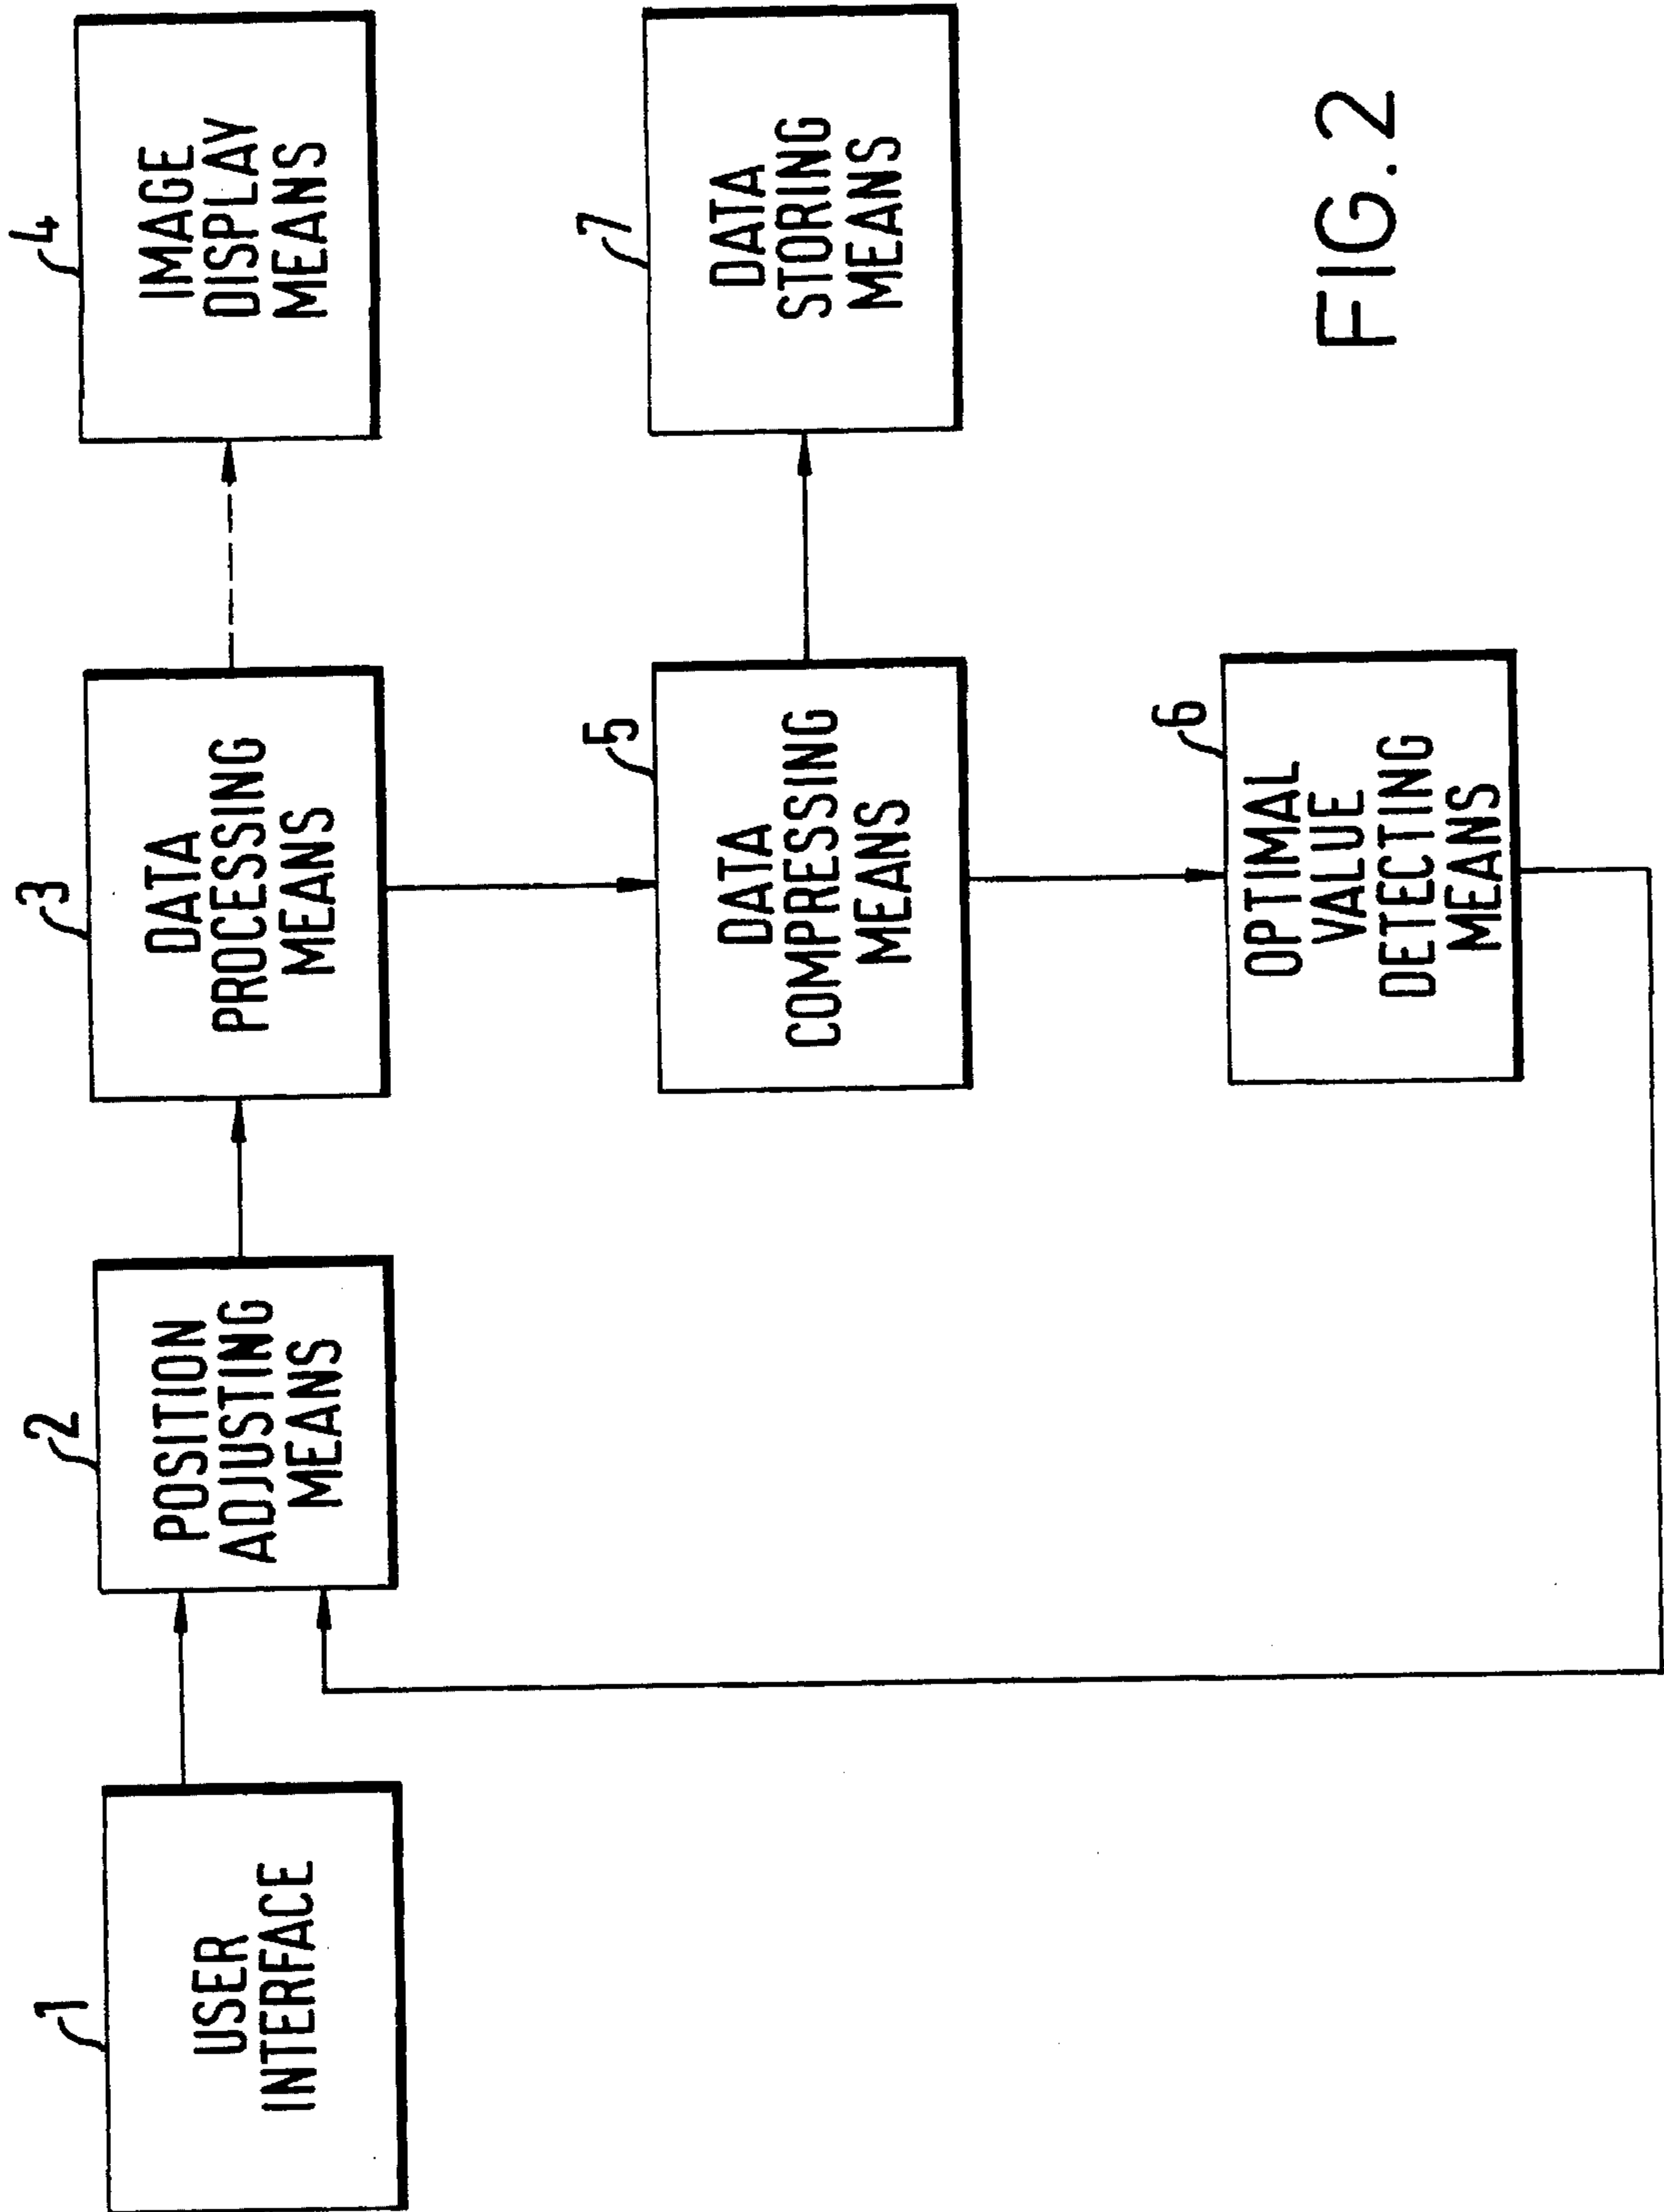 1
USER
INTERFACE
2
POSITION
ADJUSTING
MEANS
3
DATA
PROCESSING
MEANS
4
IMAGE
DISPLAY
MEANS
5
DATA
COMPRESSING
MEANS
7
DATA
STORING
MEANS
6
OPTIMAL
VALUE
DETECTING
MEANS
FIG.2